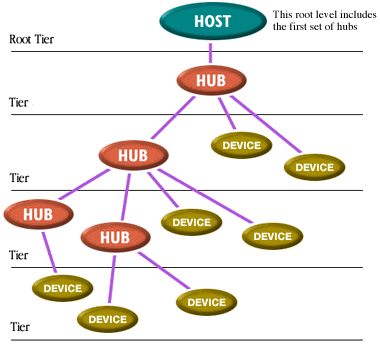 HOST
This root level includes
the first set of hubs
Root Tier
HUB
Tier
DEVICE
DEVICE
HUB
Tier
HUB
DEVICE
HUB
DEVICE
Tier
DEVICE
DEVICE
DEVICE
Tier